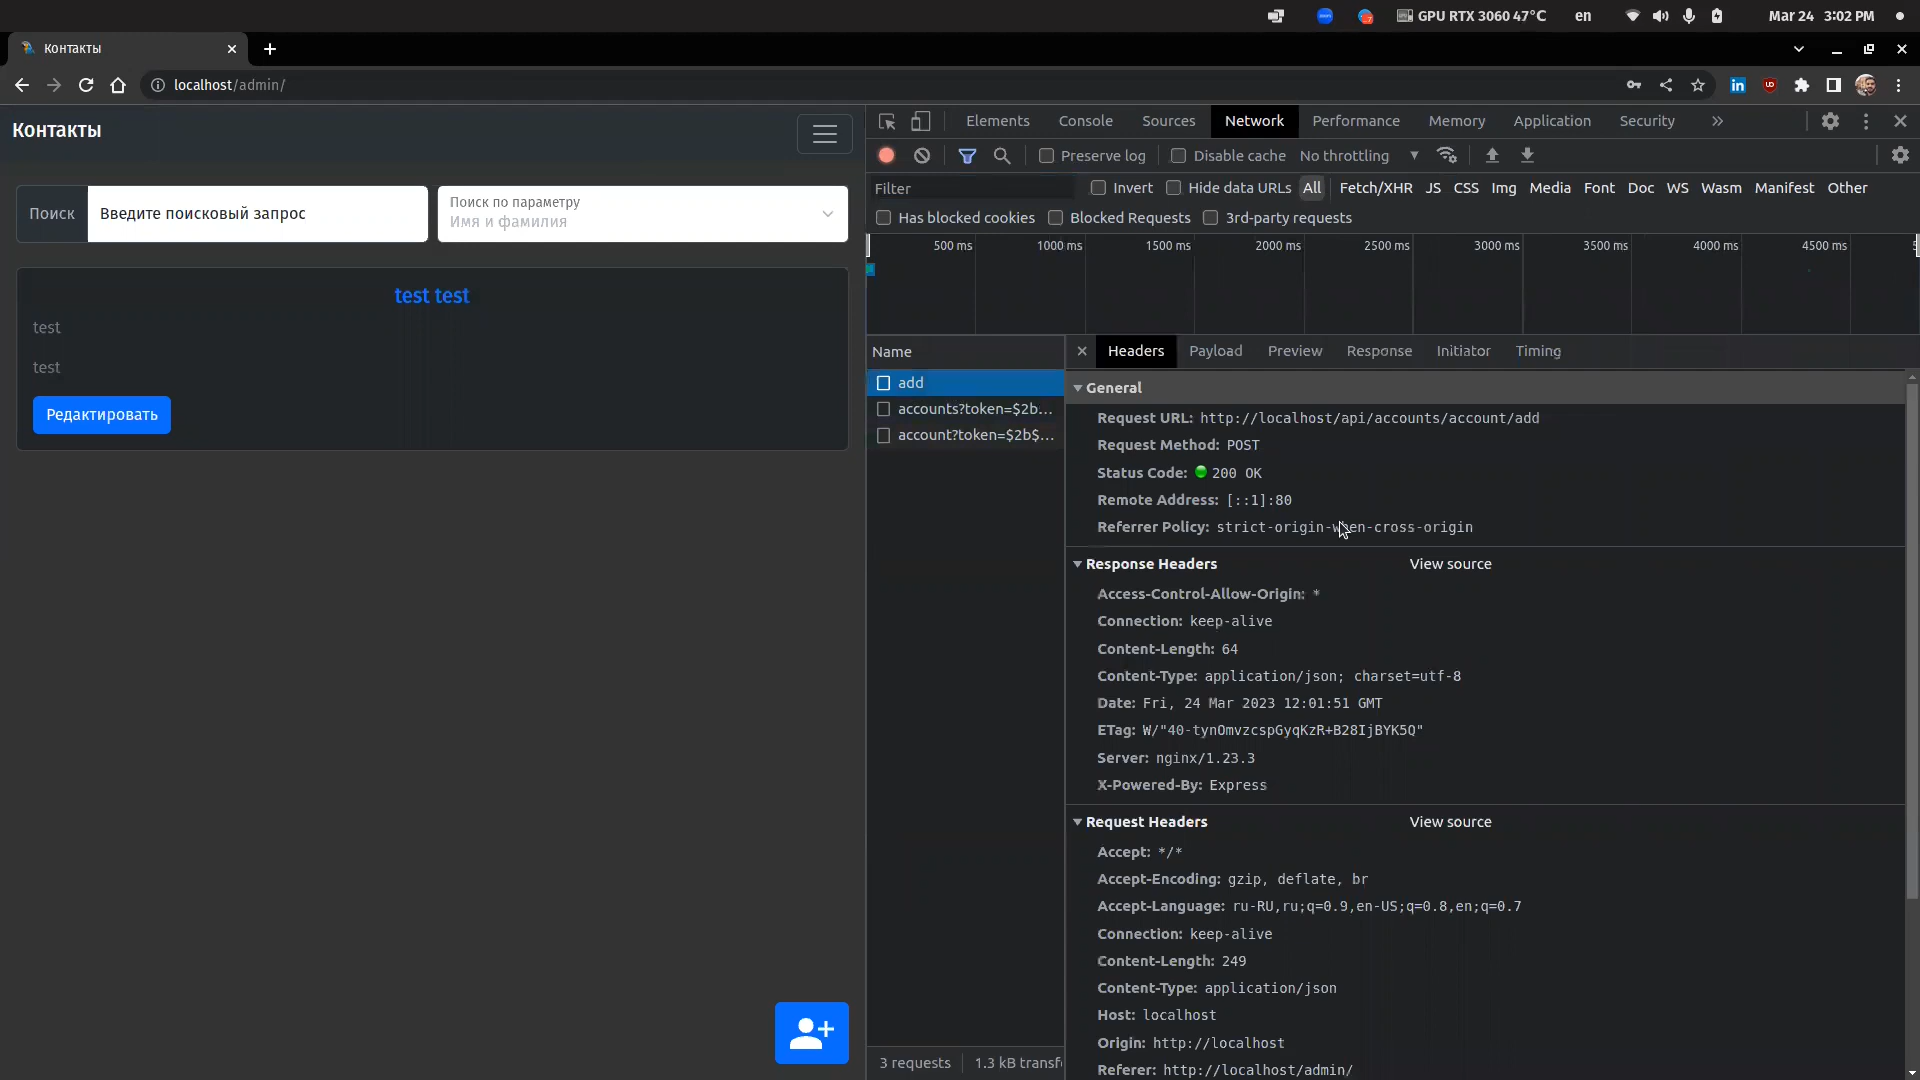 GPU RTX 3060 47°C en Mar 24 3:02 PM
Контакты
localhost/admin/
Контакты
Поиск Введите поисковый запрос
Поиск по параметру
Имя и фамилия
test test
test
test
Редактировать
Elements Console Sources Network Performance Memory Application Security
Preserve log Disable cache No throttling
Filter Invert Hide data URLs All Fetch/XHR JS CSS Img Media Font Doc WS Wasm Manifest Other
Has blocked cookies Blocked Requests 3rd-party requests
500 ms 1000 ms 1500 ms 2000 ms 2500 ms 3000 ms 3500 ms 4000 ms 4500 ms
Name
add
accounts?token=$2b...
account?token=$2b$...
3 requests 1.3 kB transf
Headers Payload Preview Response Initiator Timing
General
Request URL: http://localhost/api/accounts/account/add
Request Method: POST
Status Code: 200 OK
Remote Address: [::1]:80
Referrer Policy: strict-origin-when-cross-origin
Response Headers View source
Access-Control-Allow-Origin: *
Connection: keep-alive
Content-Length: 64
Content-Type: application/json; charset=utf-8
Date: Fri, 24 Mar 2023 12:01:51 GMT
ETag: W/"40-tynOmvzcspGyqKzR+B28IjBYK5Q"
Server: nginx/1.23.3
X-Powered-By: Express
Request Headers View source
Accept: */*
Accept-Encoding: gzip, deflate, br
Accept-Language: ru-RU,ru;q=0.9,en-US;q=0.8,en;q=0.7
Connection: keep-alive
Content-Length: 249
Content-Type: application/json
Host: localhost
Origin: http://localhost
Referer: http://localhost/admin/